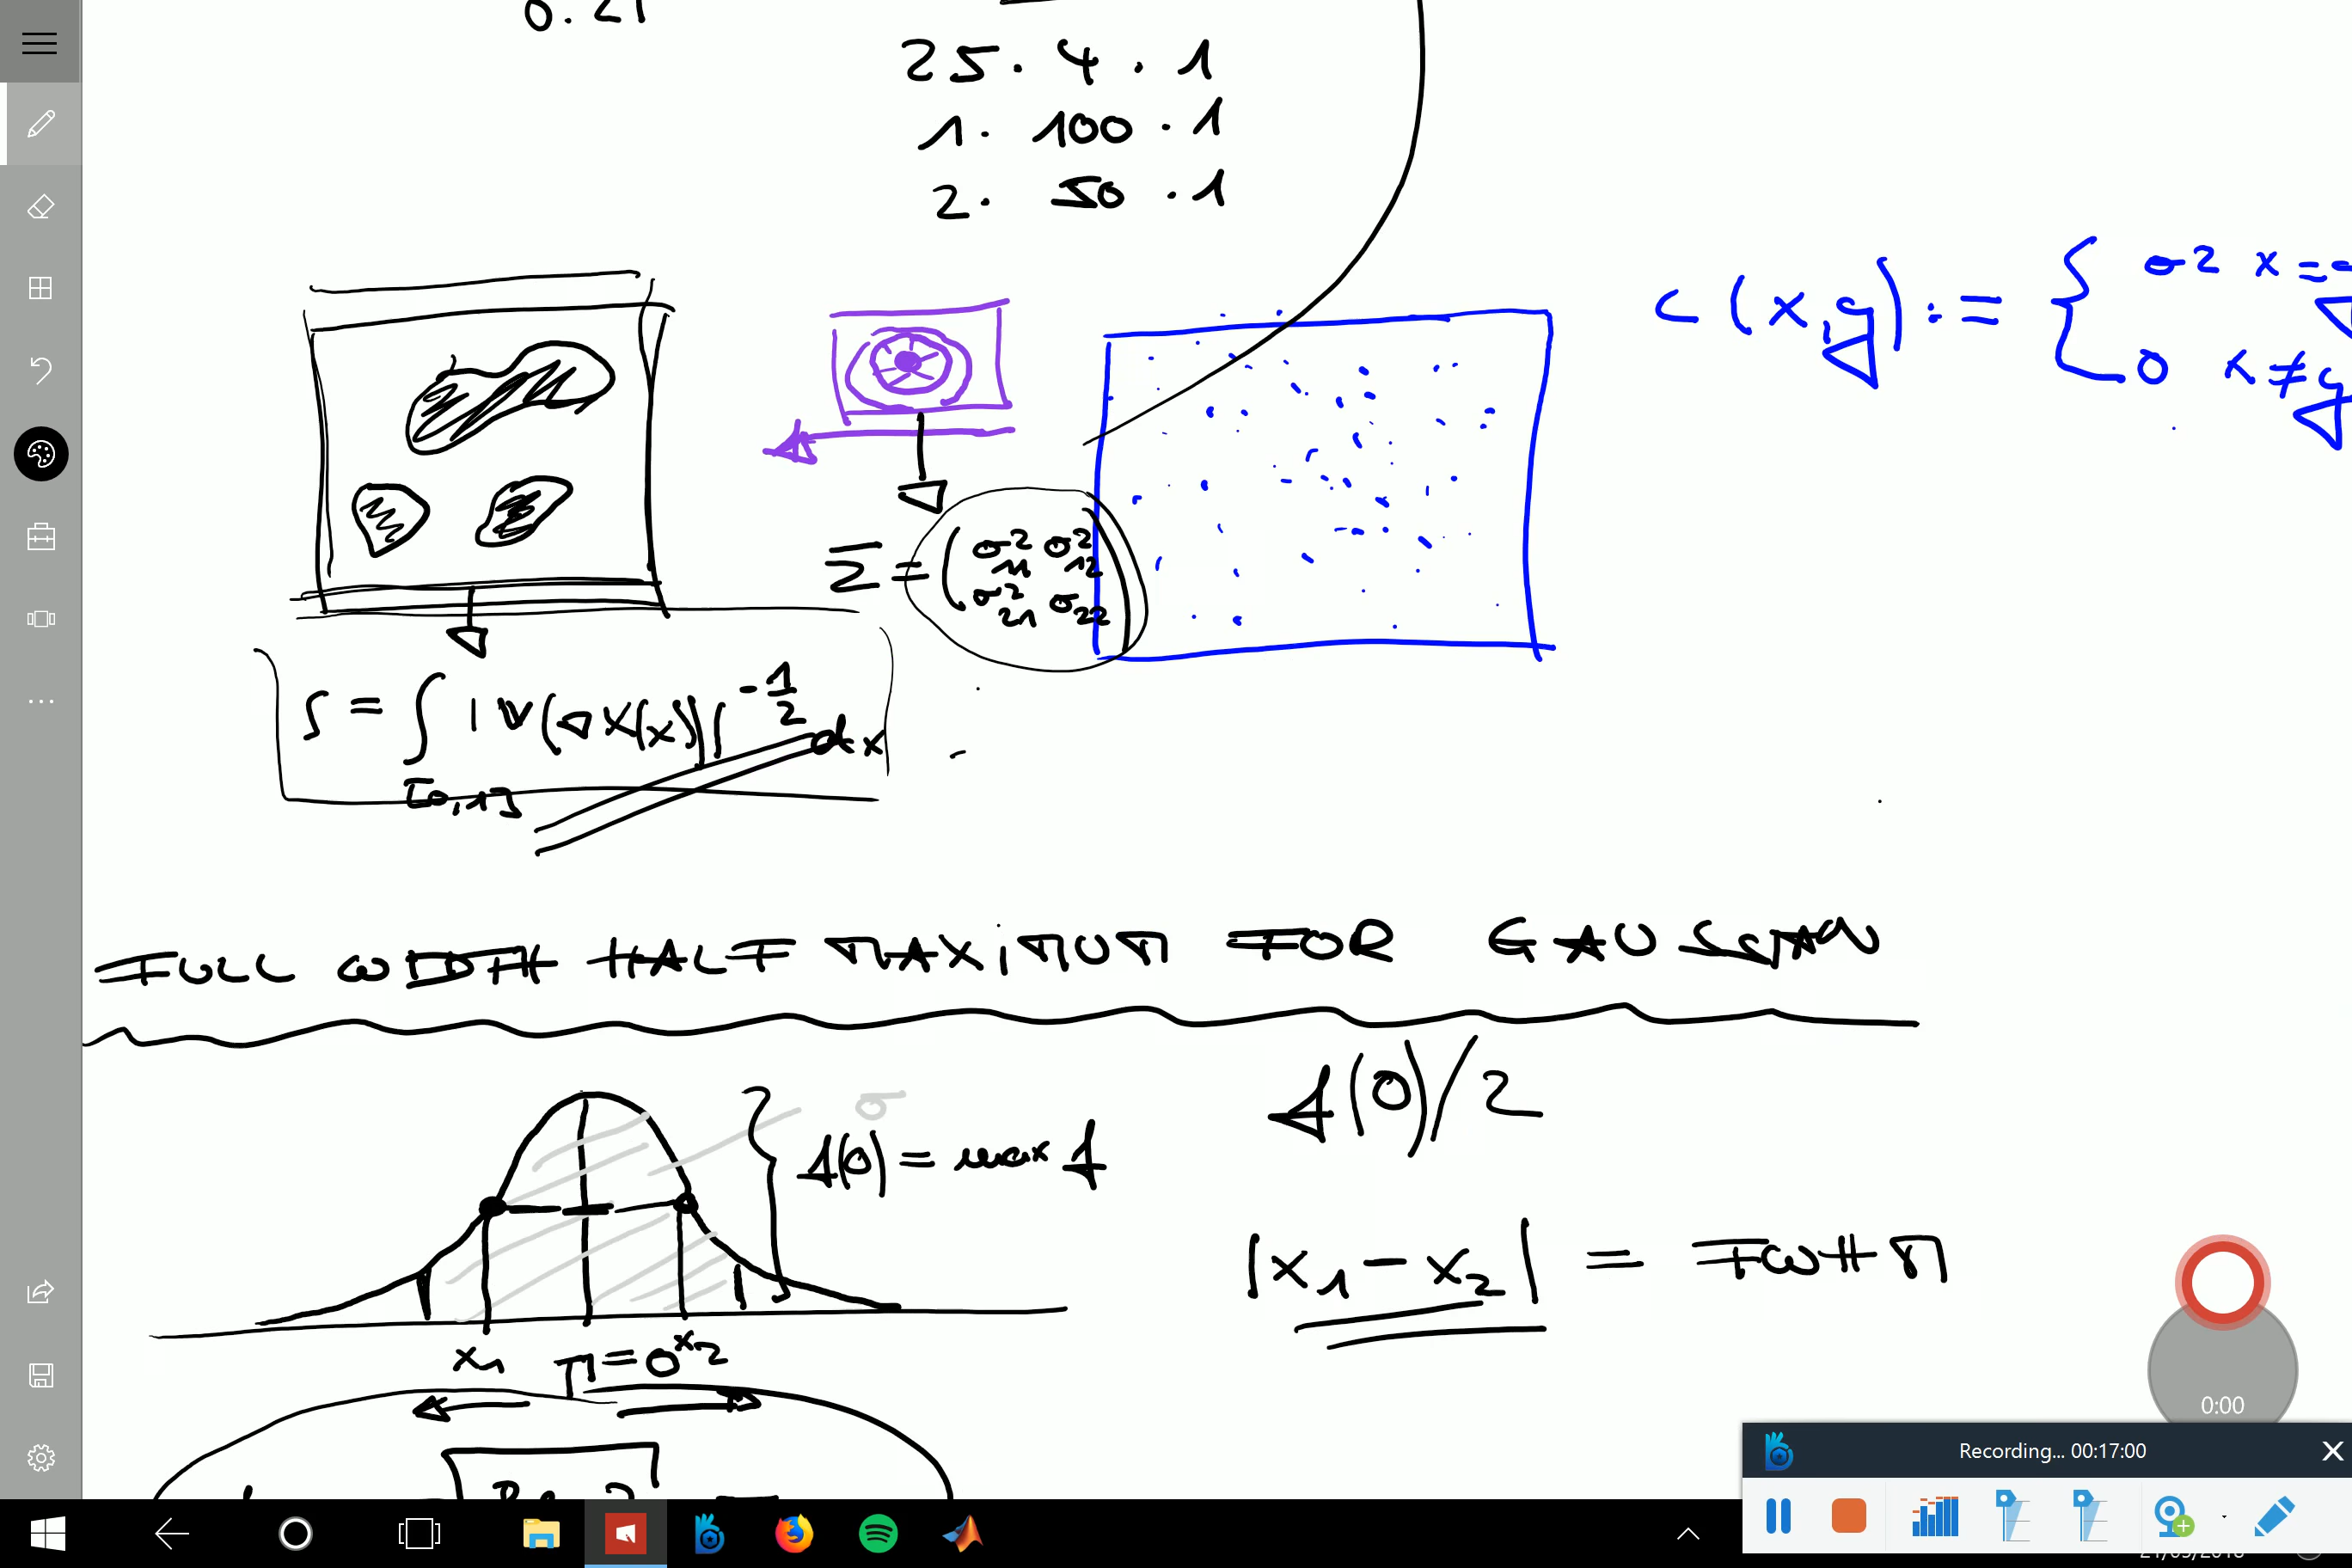 0.21
25 · 4 · 1
1 · 100 · 1
2 · 50 · 1
C(x,y) := { σ² x =
0 x ≠ y
Σ = ( σ²₁₁ σ²₁₂
σ²₂₁ σ₂₂ )
∫ = ∫ |V(∇X(x))|^-1/2 dx
[0,1]
FULL WIDTH HALF MAXIMUM FOR GAUSSIAN
f(0)/2
σ
f(0) = max f
|x₁ - x₂| = FWHM
x₁ M=0 x₂
0:00
Recording... 00:17:00